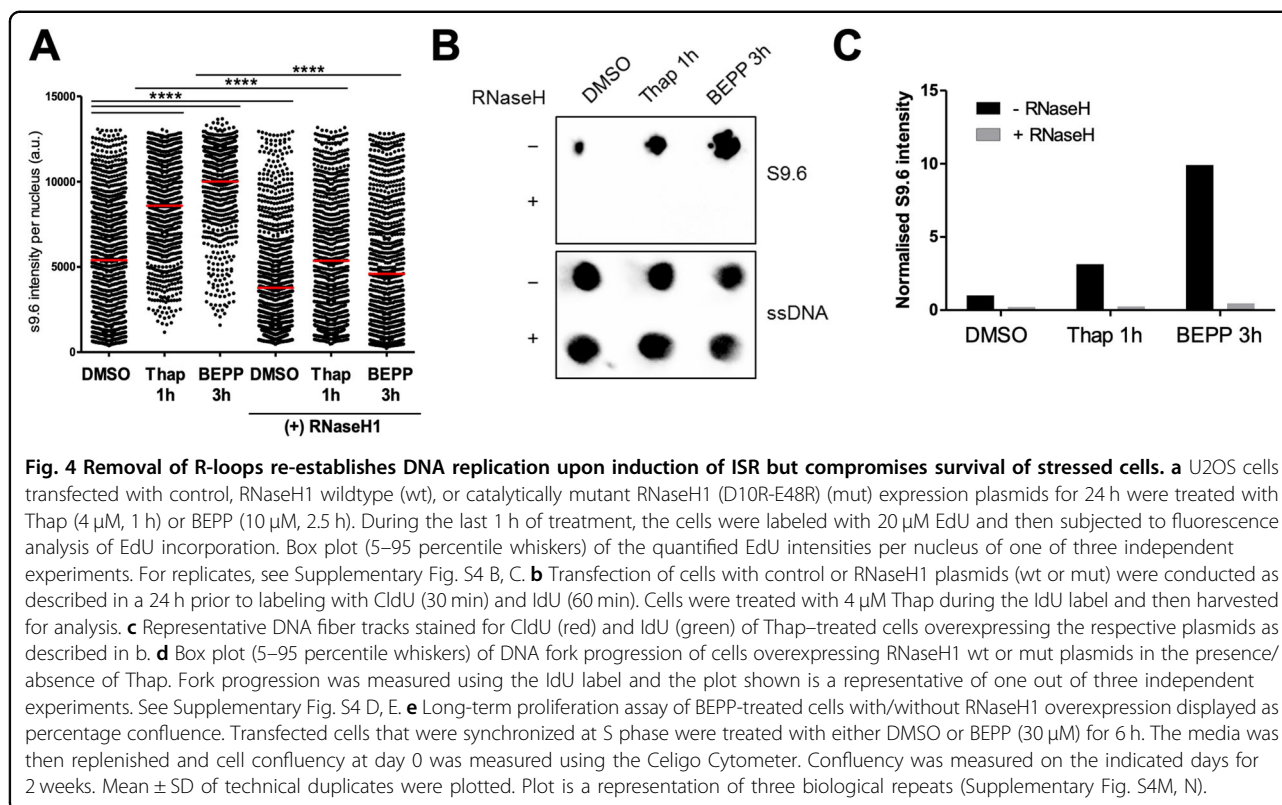 A
****
****
****
s9.6 intensity per nucleus (a.u.)
15000
10000
5000
0
DMSO Thap 1h BEPP 3h DMSO Thap 1h BEPP 3h
(+) RNaseH1
B
DMSO Thap 1h BEPP 3h
RNaseH
−
S9.6
+
−
ssDNA
+
C
Normalised S9.6 intensity
15
10
5
0
- RNaseH
+ RNaseH
DMSO Thap 1h BEPP 3h
Fig. 4 Removal of R-loops re-establishes DNA replication upon induction of ISR but compromises survival of stressed cells. a U2OS cells
transfected with control, RNaseH1 wildtype (wt), or catalytically mutant RNaseH1 (D10R-E48R) (mut) expression plasmids for 24 h were treated with
Thap (4 µM, 1 h) or BEPP (10 µM, 2.5 h). During the last 1 h of treatment, the cells were labeled with 20 µM EdU and then subjected to fluorescence
analysis of EdU incorporation. Box plot (5–95 percentile whiskers) of the quantified EdU intensities per nucleus of one of three independent
experiments. For replicates, see Supplementary Fig. S4 B, C. b Transfection of cells with control or RNaseH1 plasmids (wt or mut) were conducted as
described in a 24 h prior to labeling with CldU (30 min) and IdU (60 min). Cells were treated with 4 µM Thap during the IdU label and then harvested
for analysis. c Representative DNA fiber tracks stained for CldU (red) and IdU (green) of Thap–treated cells overexpressing the respective plasmids as
described in b. d Box plot (5–95 percentile whiskers) of DNA fork progression of cells overexpressing RNaseH1 wt or mut plasmids in the presence/
absence of Thap. Fork progression was measured using the IdU label and the plot shown is a representative of one out of three independent
experiments. See Supplementary Fig. S4 D, E. e Long-term proliferation assay of BEPP-treated cells with/without RNaseH1 overexpression displayed as
percentage confluence. Transfected cells that were synchronized at S phase were treated with either DMSO or BEPP (30 µM) for 6 h. The media was
then replenished and cell confluency at day 0 was measured using the Celigo Cytometer. Confluency was measured on the indicated days for
2 weeks. Mean ± SD of technical duplicates were plotted. Plot is a representation of three biological repeats (Supplementary Fig. S4M, N).